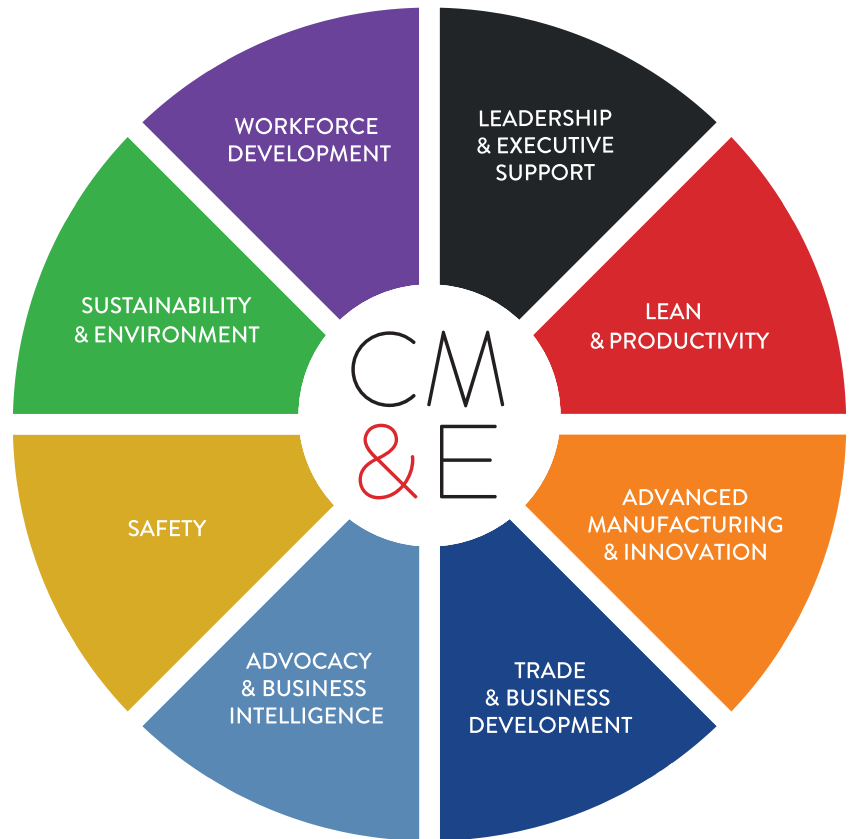 WORKFORCE
DEVELOPMENT
LEADERSHIP
& EXECUTIVE
SUPPORT
SUSTAINABILITY
& ENVIRONMENT
LEAN
& PRODUCTIVITY
CM
&E
SAFETY
ADVANCED
MANUFACTURING
& INNOVATION
ADVOCACY
& BUSINESS
INTELLIGENCE
TRADE
& BUSINESS
DEVELOPMENT